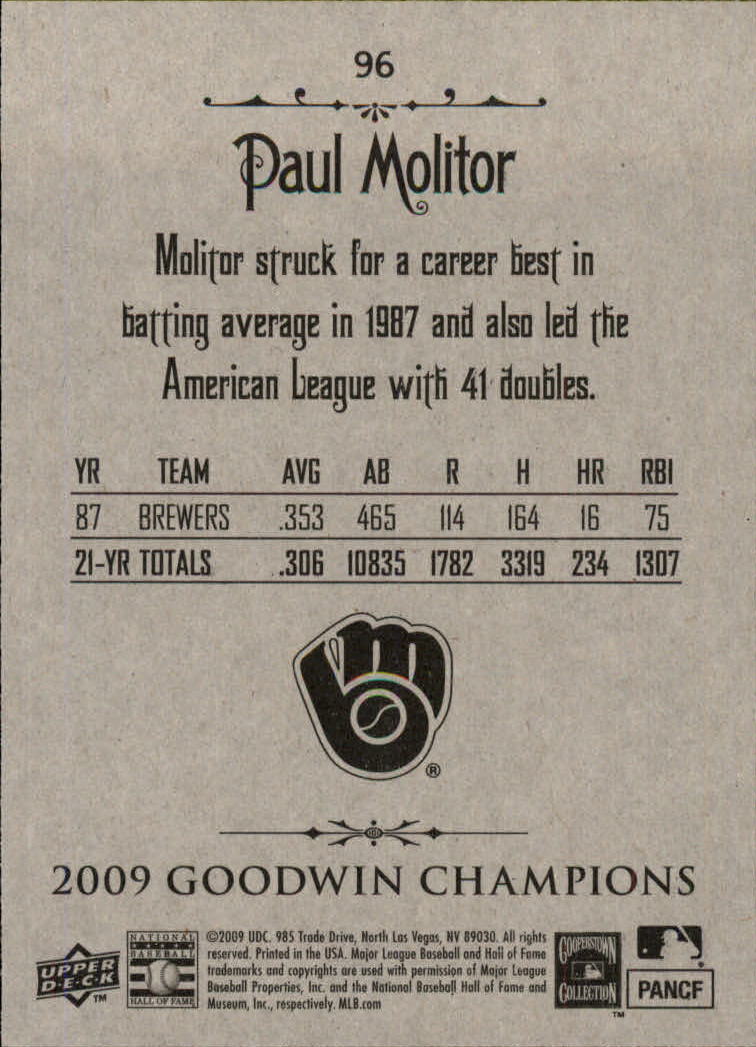 96
Paul Molitor
Molitor struck for a career best in
batting average in 1987 and also led the
American League with 41 doubles.
YR TEAM AVG AB R H HR RBI
87 BREWERS .353 465 114 164 16 75
21-YR TOTALS .306 10835 1782 3319 234 1307
®
2009 GOODWIN CHAMPIONS
UPPER DECK TM
NATIONAL BASEBALL HALL OF FAME
©2009 UDC. 985 Trade Drive, North Las Vegas, NV 89030. All rights
reserved. Printed in the USA. Major League Baseball and Hall of Fame
trademarks and copyrights are used with permission of Major League
Baseball Properties, Inc. and the National Baseball Hall of Fame and
Museum, Inc., respectively. MLB.com
COOPERSTOWN COLLECTION TM
PANCF